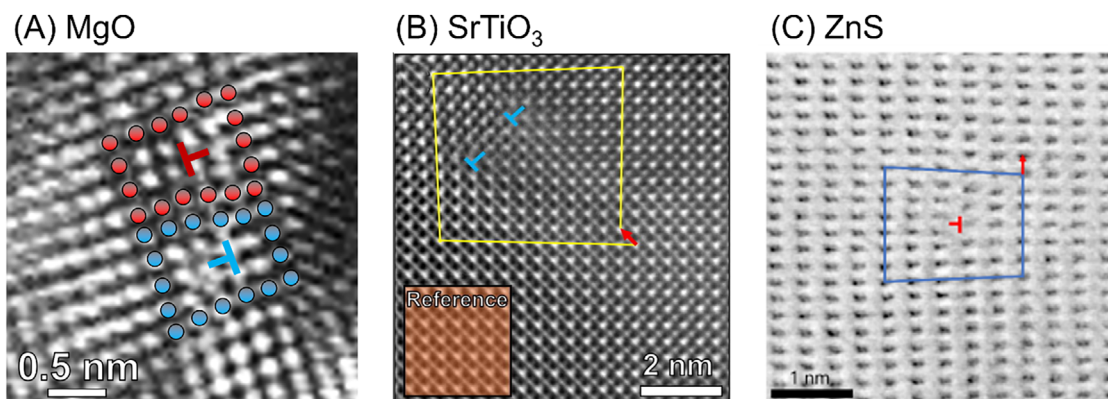 (A) MgO
(B) SrTiO₃
(C) ZnS
0.5 nm
Reference
2 nm
1 nm